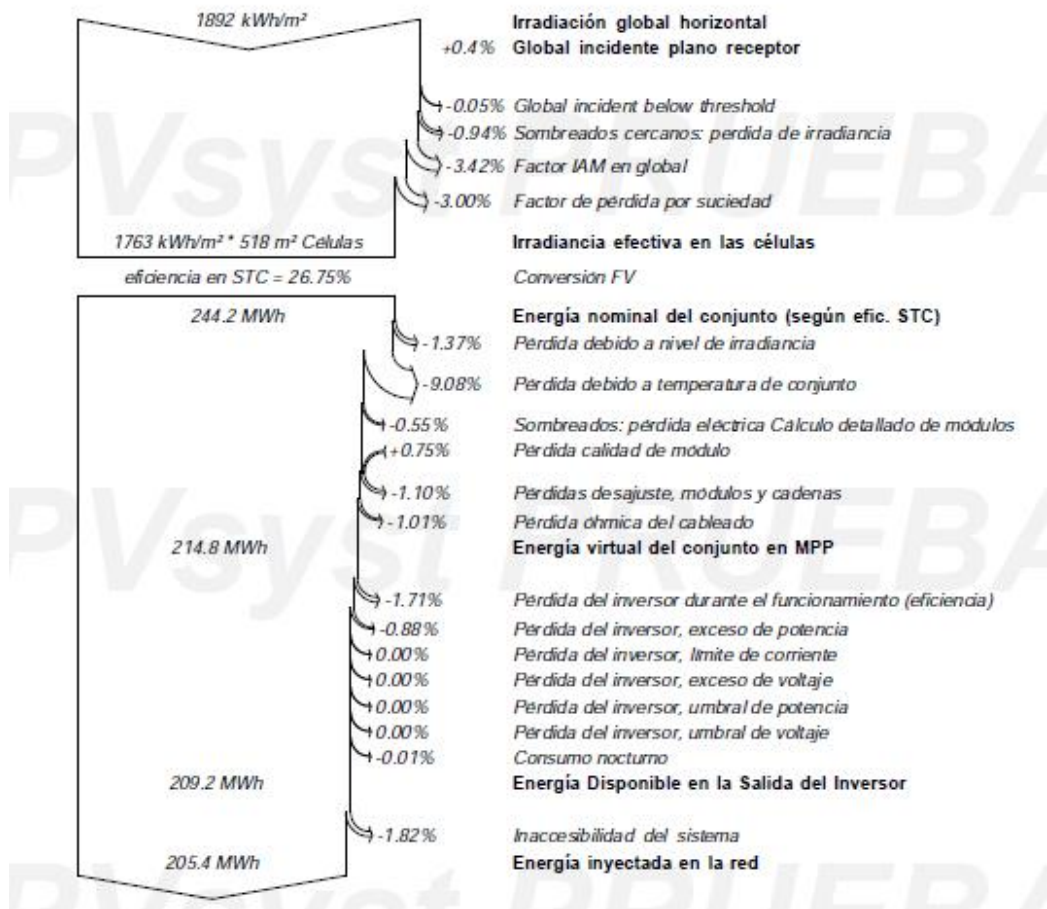 1892 kWh/m² Irradiación global horizontal
+0.4% Global incidente plano receptor
-0.05% Global incident below threshold
-0.94% Sombreados cercanos: perdida de irradiancia
-3.42% Factor IAM en global
-3.00% Factor de pérdida por suciedad
1763 kWh/m² * 518 m² Células Irradiancia efectiva en las células
eficiencia en STC = 26.75% Conversión FV
244.2 MWh Energía nominal del conjunto (según efic. STC)
-1.37% Pérdida debido a nivel de irradiancia
-9.08% Pérdida debido a temperatura de conjunto
-0.55% Sombreados: pérdida eléctrica Cálculo detallado de módulos
+0.75% Pérdida calidad de módulo
-1.10% Pérdidas desajuste, módulos y cadenas
-1.01% Pérdida óhmica del cableado
214.8 MWh Energía virtual del conjunto en MPP
-1.71% Pérdida del inversor durante el funcionamiento (eficiencia)
-0.88% Pérdida del inversor, exceso de potencia
0.00% Pérdida del inversor, límite de corriente
0.00% Pérdida del inversor, exceso de voltaje
0.00% Pérdida del inversor, umbral de potencia
0.00% Pérdida del inversor, umbral de voltaje
-0.01% Consumo nocturno
209.2 MWh Energía Disponible en la Salida del Inversor
-1.82% Inaccesibilidad del sistema
205.4 MWh Energía inyectada en la red
PVsyst PRUEBA
PVsyst PRUEBA
PVsyst PRUEBA